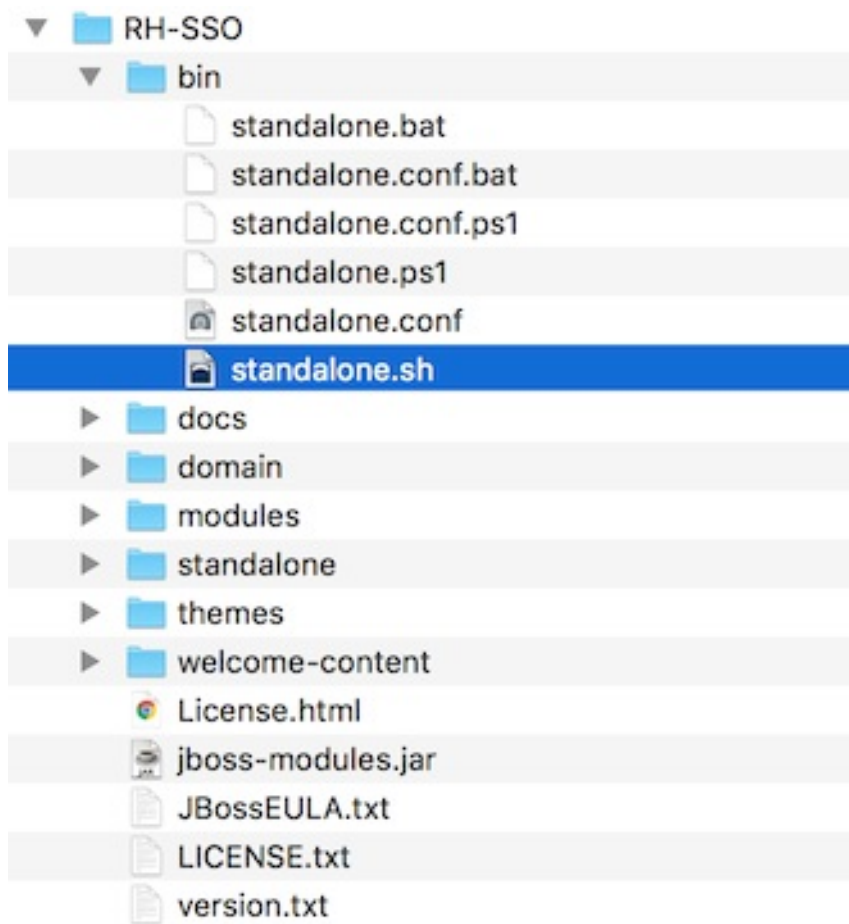 RH-SSO
bin
standalone.bat
standalone.conf.bat
standalone.conf.ps1
standalone.ps1
standalone.conf
standalone.sh
docs
domain
modules
standalone
themes
welcome-content
License.html
jboss-modules.jar
JBossEULA.txt
LICENSE.txt
version.txt